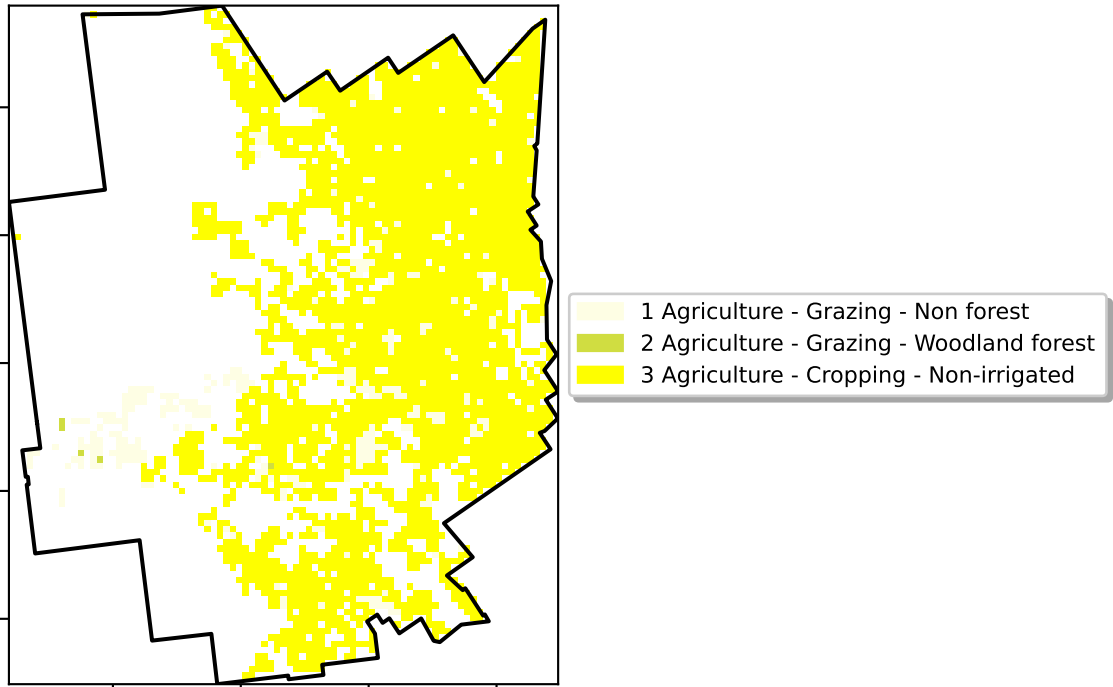 1 Agriculture - Grazing - Non forest
2 Agriculture - Grazing - Woodland forest
3 Agriculture - Cropping - Non-irrigated